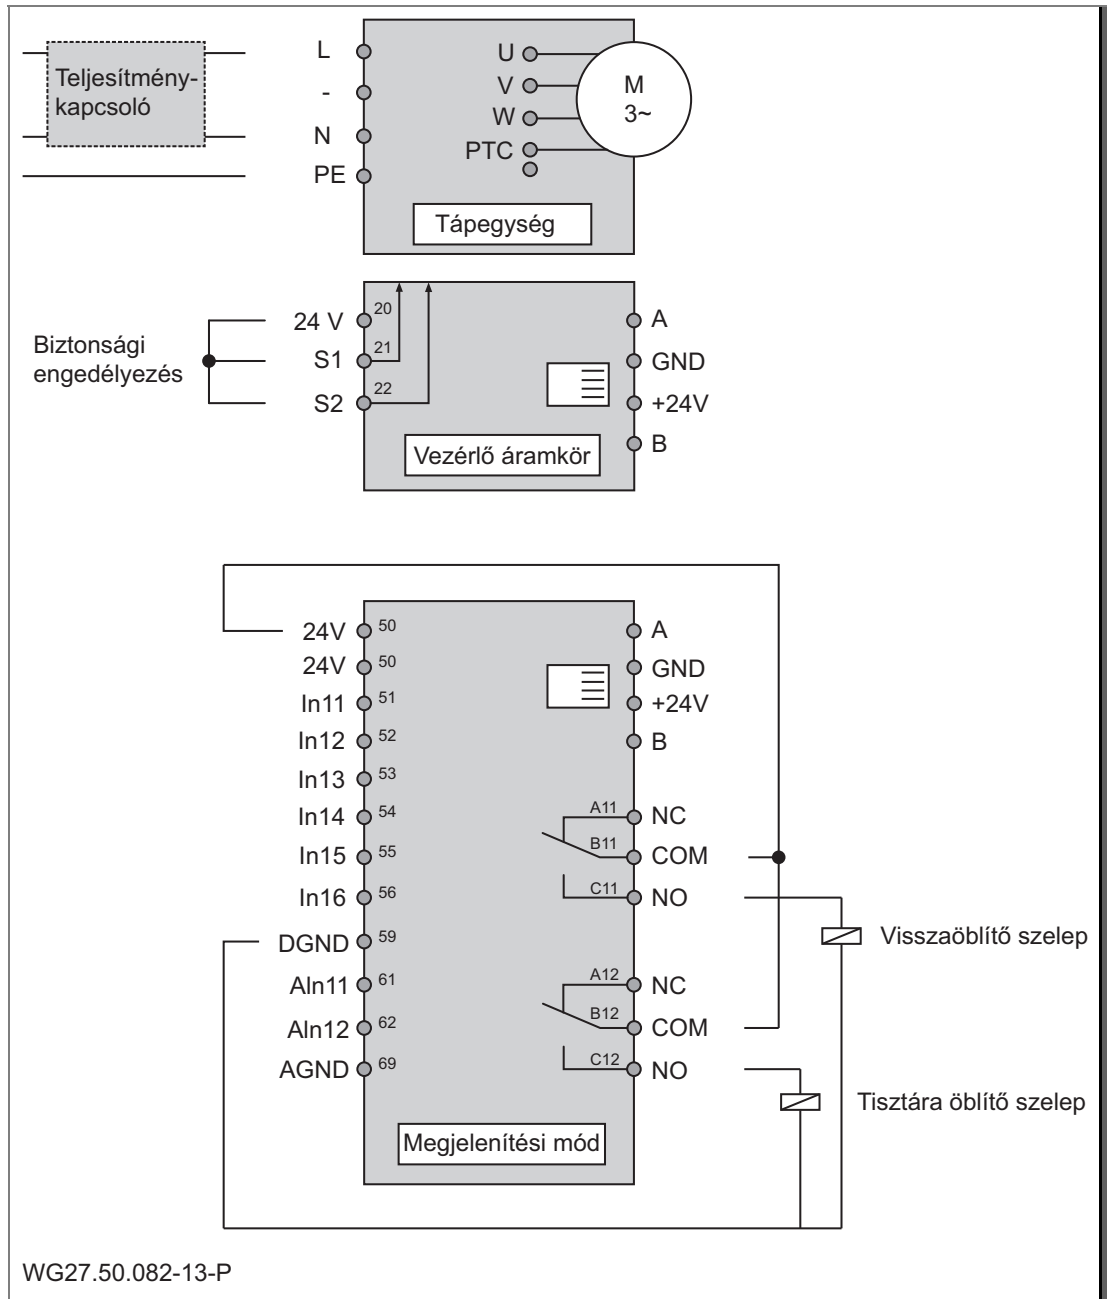 Teljesítmény-
kapcsoló
L
-
N
PE
U
V
W
PTC
M
3~
Tápegység
Biztonsági
engedélyezés
24 V 20
S1 21
S2 22
A
GND
+24V
B
Vezérlő áramkör
24V 50
24V 50
In11 51
In12 52
In13 53
In14 54
In15 55
In16 56
DGND 59
AIn11 61
AIn12 62
AGND 69
A
GND
+24V
B
A11 NC
B11 COM
C11 NO
Visszaöblítő szelep
A12 NC
B12 COM
C12 NO
Tisztára öblítő szelep
Megjelenítési mód
WG27.50.082-13-P